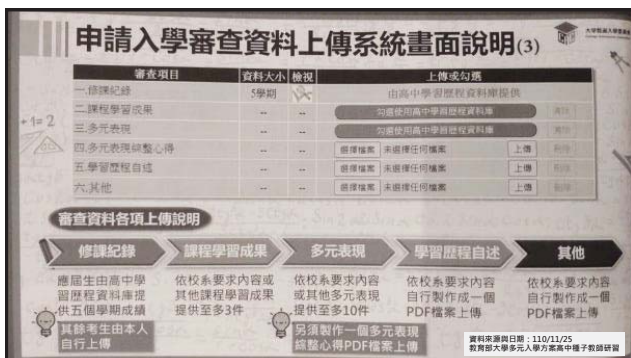 申請入學審查資料上傳系統畫面說明(3)
審查項目 資料大小 檢視 上傳或勾選
一.修課紀錄 5學期 由高中學習歷程資料庫提供
二.課程學習成果 -- -- 勾選使用高中學習歷程資料庫 清除
三.多元表現 -- -- 勾選使用高中學習歷程資料庫 清除
四.多元表現綜整心得 -- -- 選擇檔案 未選擇任何檔案 上傳 刪除
五.學習歷程自述 -- -- 選擇檔案 未選擇任何檔案 上傳 刪除
六.其他 -- -- 選擇檔案 未選擇任何檔案 上傳 刪除
+1=2
審查資料各項上傳說明
修課紀錄 課程學習成果 多元表現 學習歷程自述 其他
應屆生由高中學
習歷程資料庫提
供五個學期成績
其餘考生由本人
自行上傳
依校系要求內容或
其他課程學習成果
提供至多3件
依校系要求內容
或其他多元表現
提供至多10件
另須製作一個多元表現
綜整心得PDF檔案上傳
依校系要求內容
自行製作成一個
PDF檔案上傳
依校系要求內容
自行製作成一個
PDF檔案上傳
資料來源與日期：110/11/25
教育部大學多元入學方案高中種子教師研習